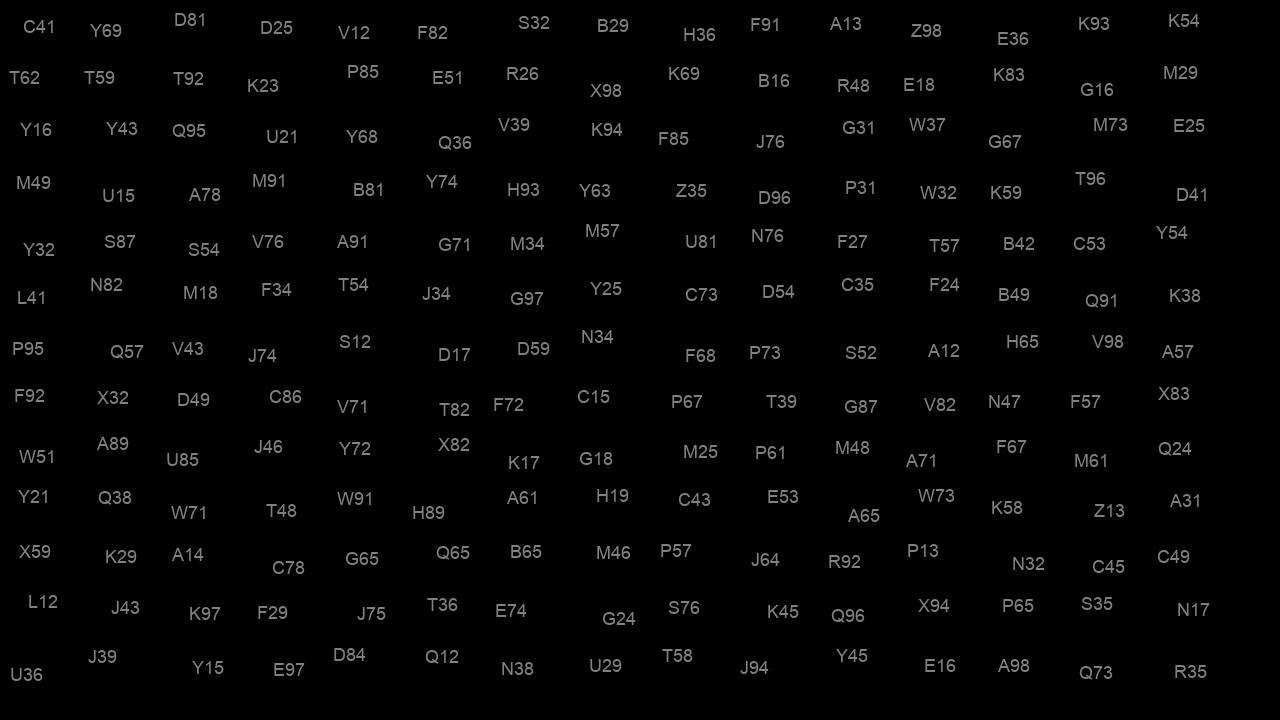 C41 Y69 D81 D25 V12 F82 S32 B29 H36 F91 A13 Z98 E36 K93 K54
T62 T59 T92 K23 P85 E51 R26 X98 K69 B16 R48 E18 K83 G16 M29
Y16 Y43 Q95 U21 Y68 Q36 V39 K94 F85 J76 G31 W37 G67 M73 E25
M49 U15 A78 M91 B81 Y74 H93 Y63 Z35 D96 P31 W32 K59 T96 D41
Y32 S87 S54 V76 A91 G71 M34 M57 U81 N76 F27 T57 B42 C53 Y54
L41 N82 M18 F34 T54 J34 G97 Y25 C73 D54 C35 F24 B49 Q91 K38
P95 Q57 V43 J74 S12 D17 D59 N34 F68 P73 S52 A12 H65 V98 A57
F92 X32 D49 C86 V71 T82 F72 C15 P67 T39 G87 V82 N47 F57 X83
W51 A89 U85 J46 Y72 X82 K17 G18 M25 P61 M48 A71 F67 M61 Q24
Y21 Q38 W71 T48 W91 H89 A61 H19 C43 E53 A65 W73 K58 Z13 A31
X59 K29 A14 C78 G65 Q65 B65 M46 P57 J64 R92 P13 N32 C45 C49
L12 J43 K97 F29 J75 T36 E74 G24 S76 K45 Q96 X94 P65 S35 N17
U36 J39 Y15 E97 D84 Q12 N38 U29 T58 J94 Y45 E16 A98 Q73 R35